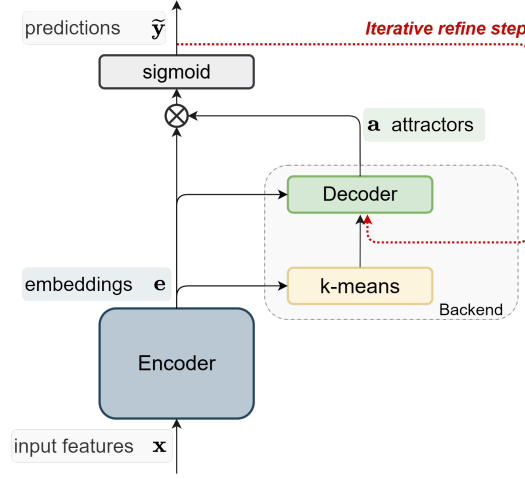 predictions ỹ
Iterative refine step
sigmoid
a attractors
Decoder
embeddings e
k-means
Backend
Encoder
input features x